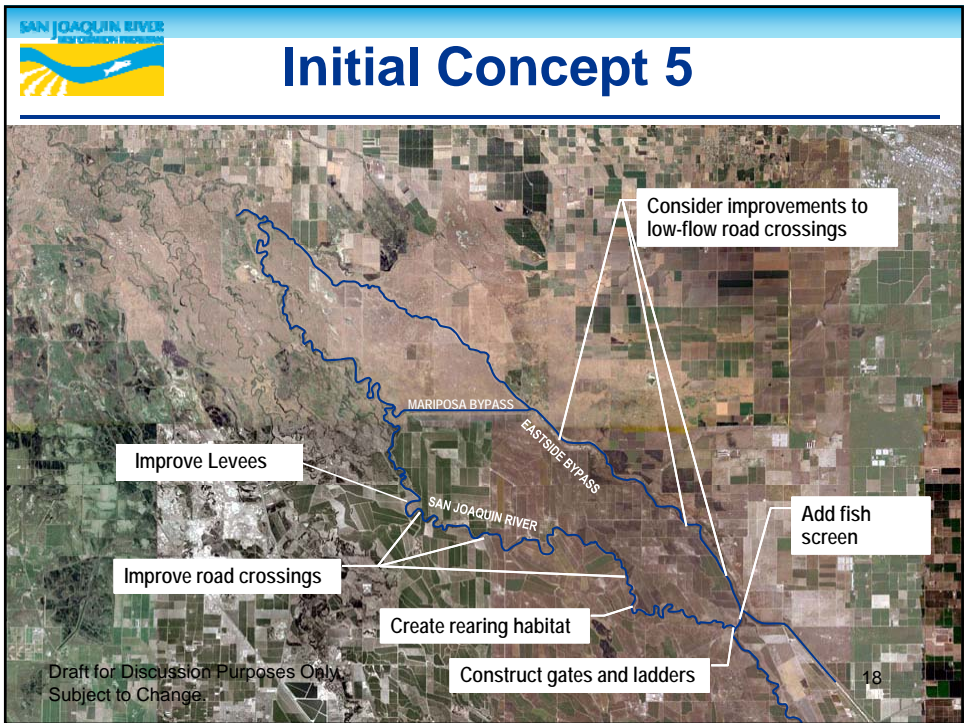 SAN JOAQUIN RIVER
RESTORATION PROGRAM
Initial Concept 5
Consider improvements to
low-flow road crossings
MARIPOSA BYPASS
EASTSIDE BYPASS
Improve Levees
SAN JOAQUIN RIVER
Add fish
screen
Improve road crossings
Create rearing habitat
Construct gates and ladders
Draft for Discussion Purposes Only.
Subject to Change.
18